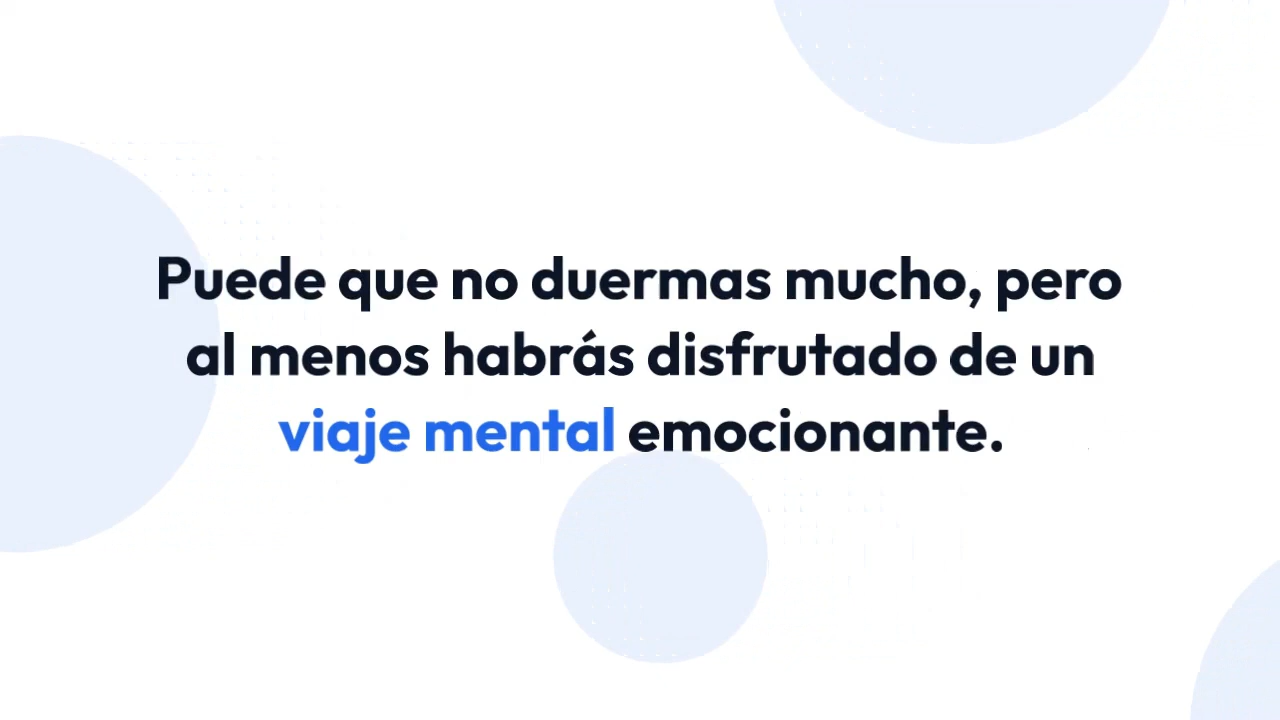 Puede que no duermas mucho, pero
al menos habrás disfrutado de un
viaje mental emocionante.